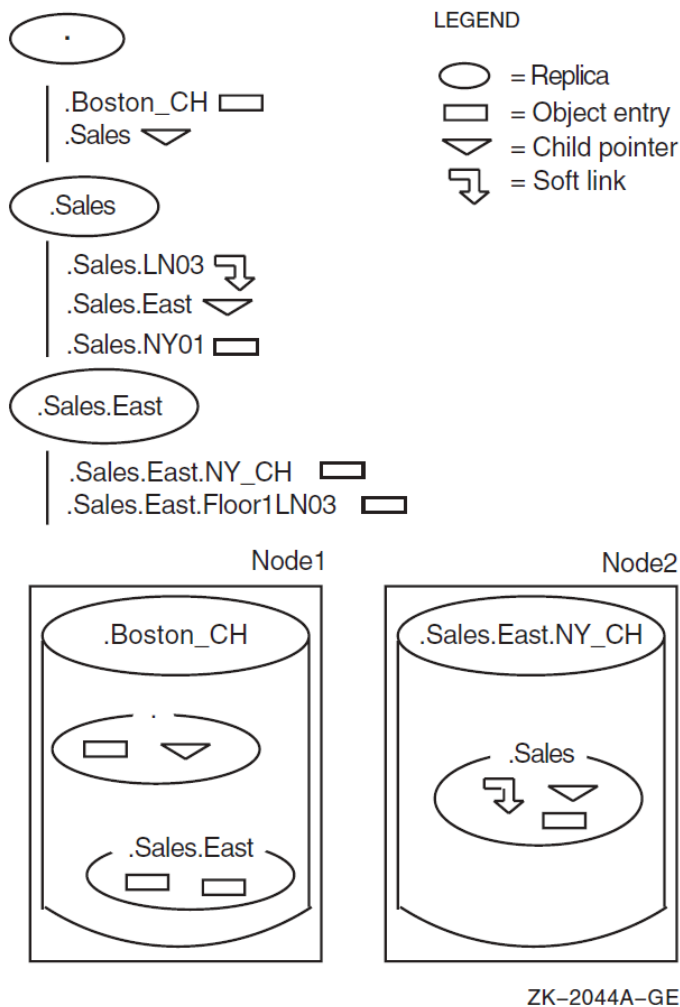 .
.Boston_CH
.Sales
.Sales
.Sales.LN03
.Sales.East
.Sales.NY01
.Sales.East
.Sales.East.NY_CH
.Sales.East.Floor1LN03
LEGEND
= Replica
= Object entry
= Child pointer
= Soft link
Node1
.Boston_CH
.
.Sales.East
Node2
.Sales.East.NY_CH
.Sales
ZK–2044A–GE